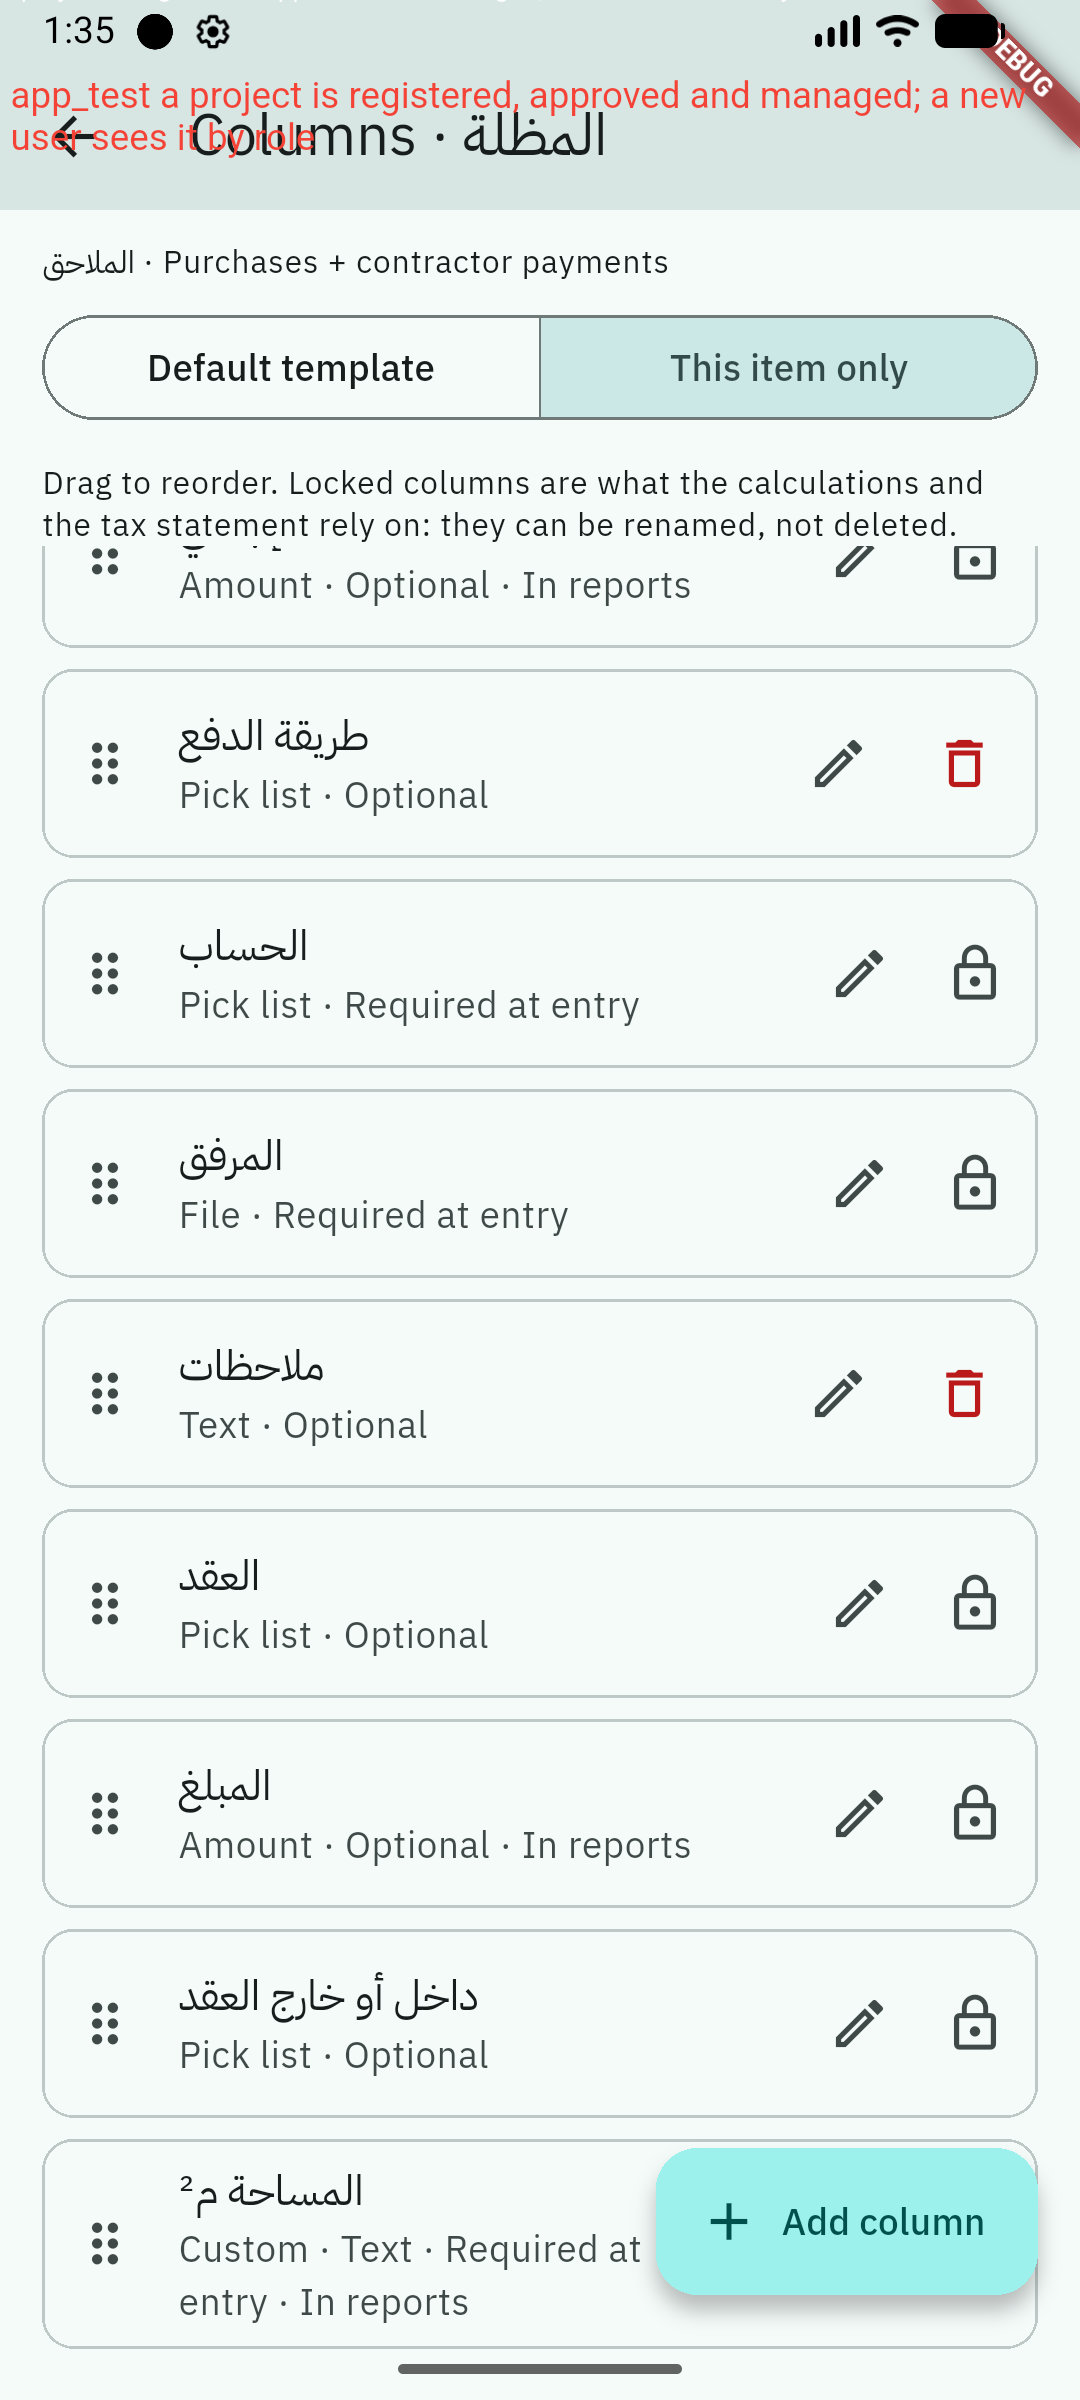 1:35
DEBUG
app_test a project is registered, approved and managed; a new
user sees it by role
Columns · المظلة
الملاحق · Purchases + contractor payments
Default template
This item only
Drag to reorder. Locked columns are what the calculations and
the tax statement rely on: they can be renamed, not deleted.
Amount · Optional · In reports
طريقة الدفع
Pick list · Optional
الحساب
Pick list · Required at entry
المرفق
File · Required at entry
ملاحظات
Text · Optional
العقد
Pick list · Optional
المبلغ
Amount · Optional · In reports
داخل أو خارج العقد
Pick list · Optional
المساحة م²
Custom · Text · Required at
entry · In reports
Add column